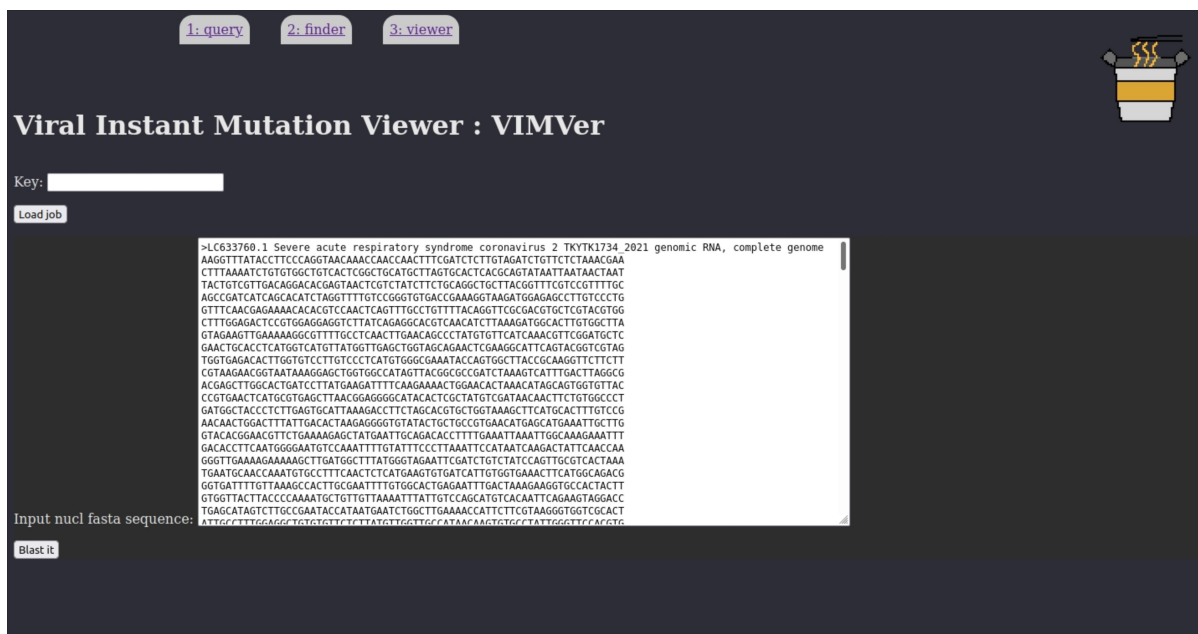 1: query
2: finder
3: viewer
Viral Instant Mutation Viewer : VIMVer
Key:
Load job
>LC633760.1 Severe acute respiratory syndrome coronavirus 2 TKYTK1734_2021 genomic RNA, complete genome
AAGGTTTATACCTTCCCAGGTAACAAACCAACCAACTTTCGATCTCTTGTAGATCTGTTCTCTAAACGAA
CTTTAAAATCTGTGTGGCTGTCACTCGGCTGCATGCTTAGTGCACTCACGCAGTATAATTAATAACTAAT
TACTGTCGTTGACAGGACACGAGTAACTCGTCTATCTTCTGCAGGCTGCTTACGGTTTCGTCCGTTTTGC
AGCCGATCATCAGCACATCTAGGTTTTGTCCGGGTGTGACCGAAAGGTAAGATGGAGAGCCTTGTCCCTG
GTTTCAACGAGAAAACACACGTCCAACTCAGTTTGCCTGTTTTACAGGTTCGCGACGTGCTCGTACGTGG
CTTTGGAGACTCCGTGGAGGAGGTCTTATCAGAGGCACGTCAACATCTTAAAGATGGCACTTGTGGCTTA
GTAGAAGTTGAAAAAGGCGTTTTGCCTCAACTTGAACAGCCCTATGTGTTCATCAAACGTTCGGATGCTC
GAACTGCACCTCATGGTCATGTTATGGTTGAGCTGGTAGCAGAACTCGAAGGCATTCAGTACGGTCGTAG
TGGTGAGACACTTGGTGTCCTTGTCCCTCATGTGGGCGAAATACCAGTGGCTTACCGCAAGGTTCTTCTT
CGTAAGAACGGTAATAAAGGAGCTGGTGGCCATAGTTACGGCGCCGATCTAAAGTCATTTGACTTAGGCG
ACGAGCTTGGCACTGATCCTTATGAAGATTTTCAAGAAAACTGGAACACTAAACATAGCAGTGGTGTTAC
CCGTGAACTCATGCGTGAGCTTAACGGAGGGGCATACACTCGCTATGTCGATAACAACTTCTGTGGCCCT
GATGGCTACCCTCTTGAGTGCATTAAAGACCTTCTAGCACGTGCTGGTAAAGCTTCATGCACTTTGTCCG
AACAACTGGACTTTATTGACACTAAGAGGGGTGTATACTGCTGCCGTGAACATGAGCATGAAATTGCTTG
GTACACGGAACGTTCTGAAAAGAGCTATGAATTGCAGACACCTTTTGAAATTAAATTGGCAAAGAAATTT
GACACCTTCAATGGGGAATGTCCAAATTTTGTATTTCCCTTAAATTCCATAATCAAGACTATTCAACCAA
GGGTTGAAAAGAAAAAGCTTGATGGCTTTATGGGTAGAATTCGATCTGTCTATCCAGTTGCGTCACTAAA
TGAATGCAACCAAATGTGCCTTTCAACTCTCATGAAGTGTGATCATTGTGGTGAAACTTCATGGCAGACG
GGTGATTTTGTTAAAGCCACTTGCGAATTTTGTGGCACTGAGAATTTGACTAAAGAAGGTGCCACTACTT
GTGGTTACTTACCCCAAAATGCTGTTGTTAAAATTTATTGTCCAGCATGTCACAATTCAGAAGTAGGACC
TGAGCATAGTCTTGCCGAATACCATAATGAATCTGGCTTGAAAACCATTCTTCGTAAGGGTGGTCGCACT
ATTGCCTTTGGAGGCTGTGTGTTCTCTTATGTTGGTTGCCATAACAAGTGTGCCTATTGGGTTCCACGTG
Input nucl fasta sequence:
Blast it